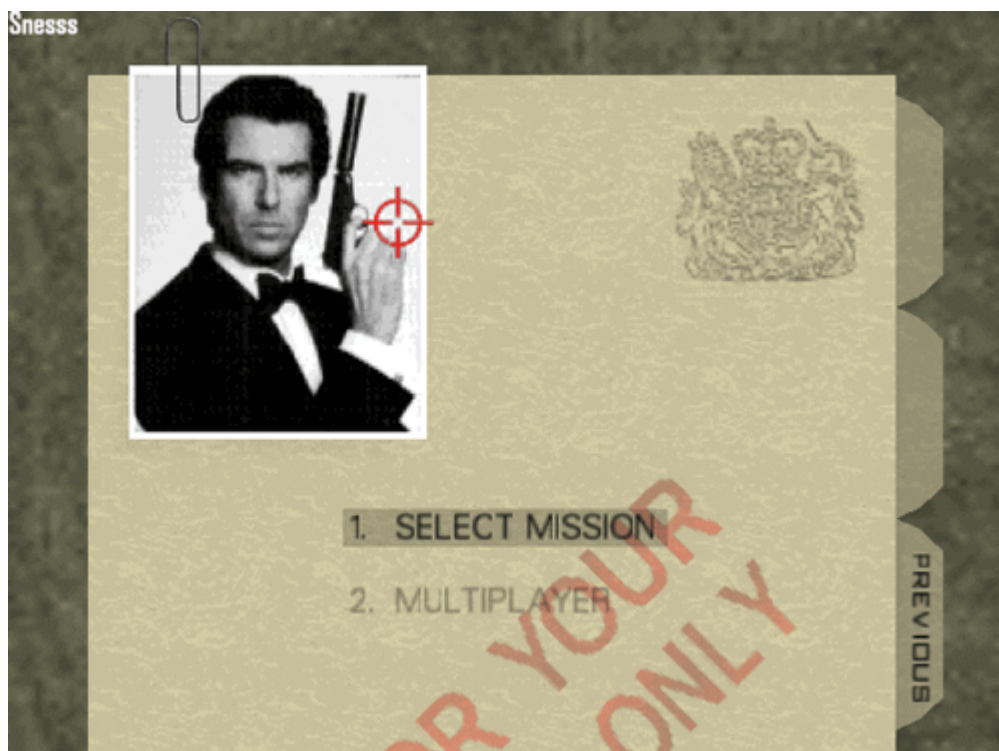 Snesss
1. SELECT MISSION
2. MULTIPLAYER
PREVIOUS
OR YOUR
ONLY